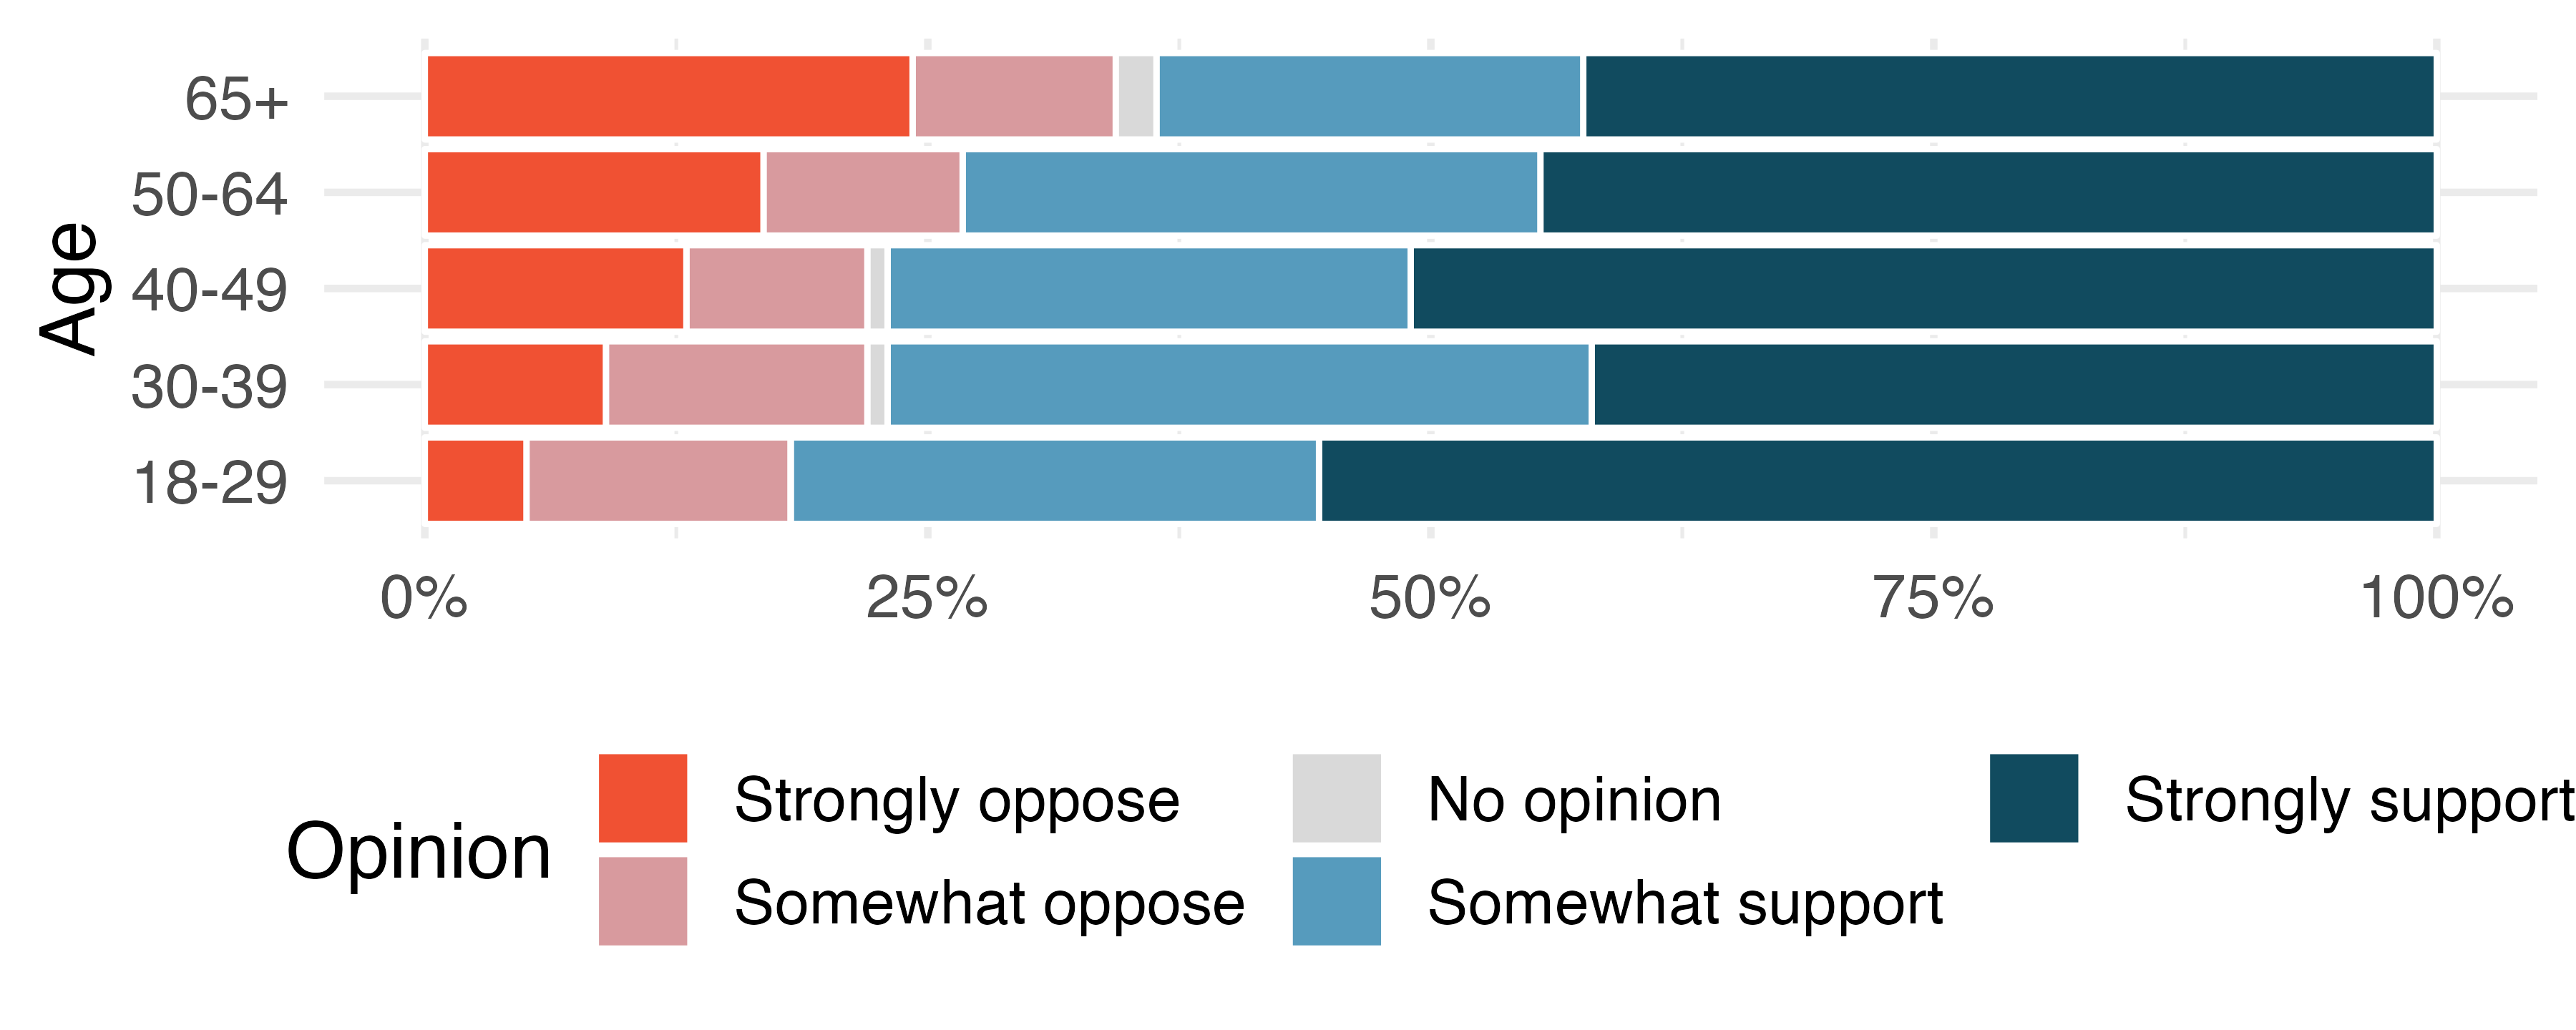 65+
50-64
40-49
30-39
18-29
Age
0% 25% 50% 75% 100%
Opinion
Strongly oppose
Somewhat oppose
No opinion
Somewhat support
Strongly support